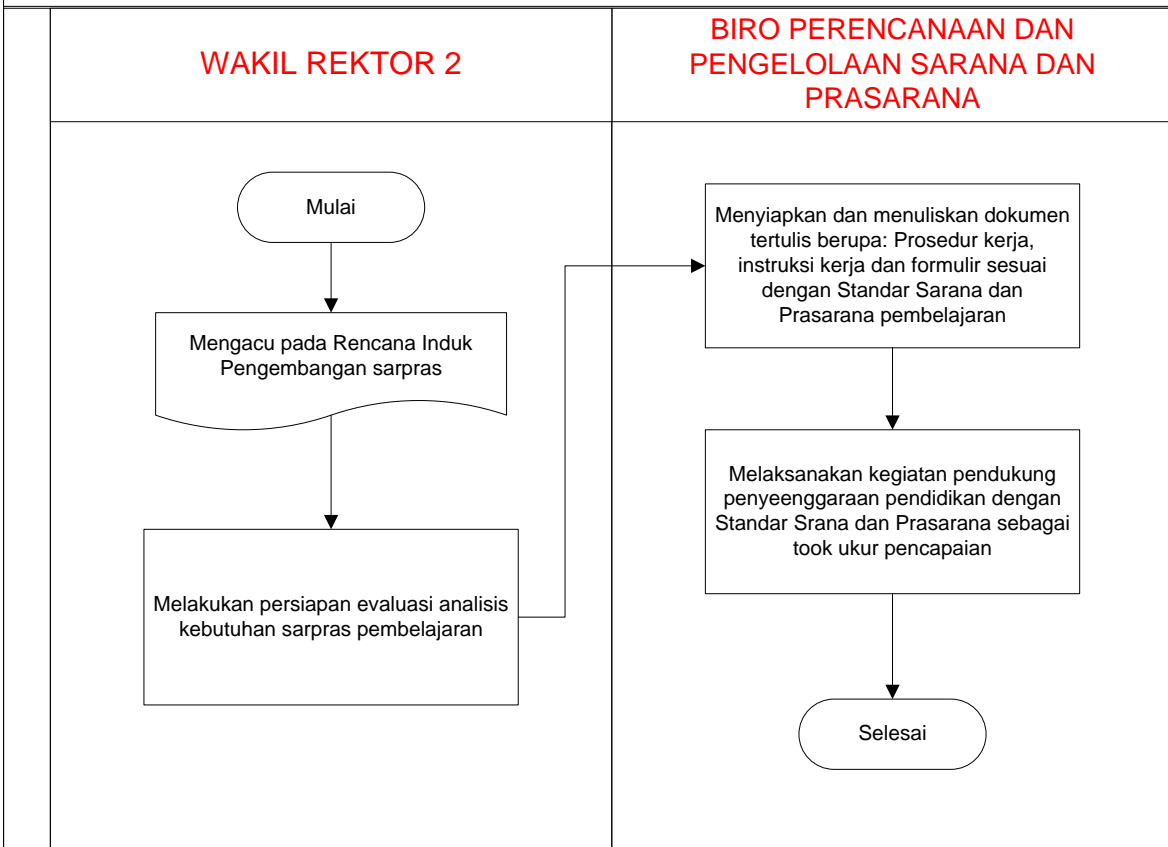 WAKIL REKTOR 2
BIRO PERENCANAAN DAN
PENGELOLAAN SARANA DAN
PRASARANA
Mulai
Mengacu pada Rencana Induk
Pengembangan sarpras
Melakukan persiapan evaluasi analisis
kebutuhan sarpras pembelajaran
Menyiapkan dan menuliskan dokumen
tertulis berupa: Prosedur kerja,
instruksi kerja dan formulir sesuai
dengan Standar Sarana dan
Prasarana pembelajaran
Melaksanakan kegiatan pendukung
penyeenggaraan pendidikan dengan
Standar Srana dan Prasarana sebagai
took ukur pencapaian
Selesai